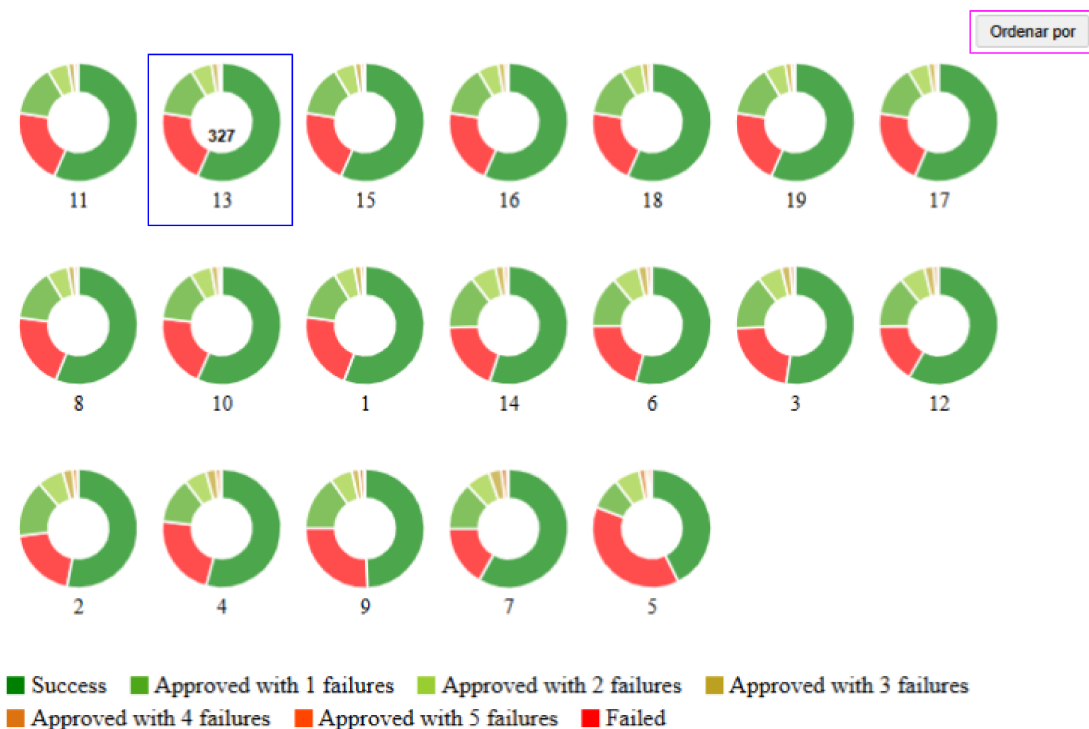 Ordenar por
327
11 13 15 16 18 19 17
8 10 1 14 6 3 12
2 4 9 7 5
Success Approved with 1 failures Approved with 2 failures Approved with 3 failures
Approved with 4 failures Approved with 5 failures Failed